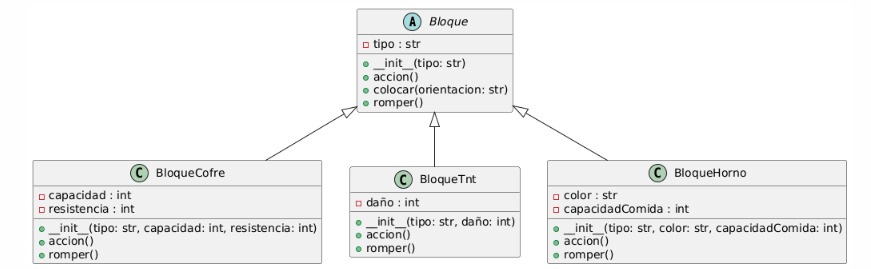 A Bloque
tipo : str
__init__(tipo: str)
accion()
colocar(orientacion: str)
romper()
C BloqueCofre
capacidad : int
resistencia : int
__init__(tipo: str, capacidad: int, resistencia: int)
accion()
romper()
C BloqueTnt
daño : int
__init__(tipo: str, daño: int)
accion()
romper()
C BloqueHorno
color : str
capacidadComida : int
__init__(tipo: str, color: str, capacidadComida: int)
accion()
romper()